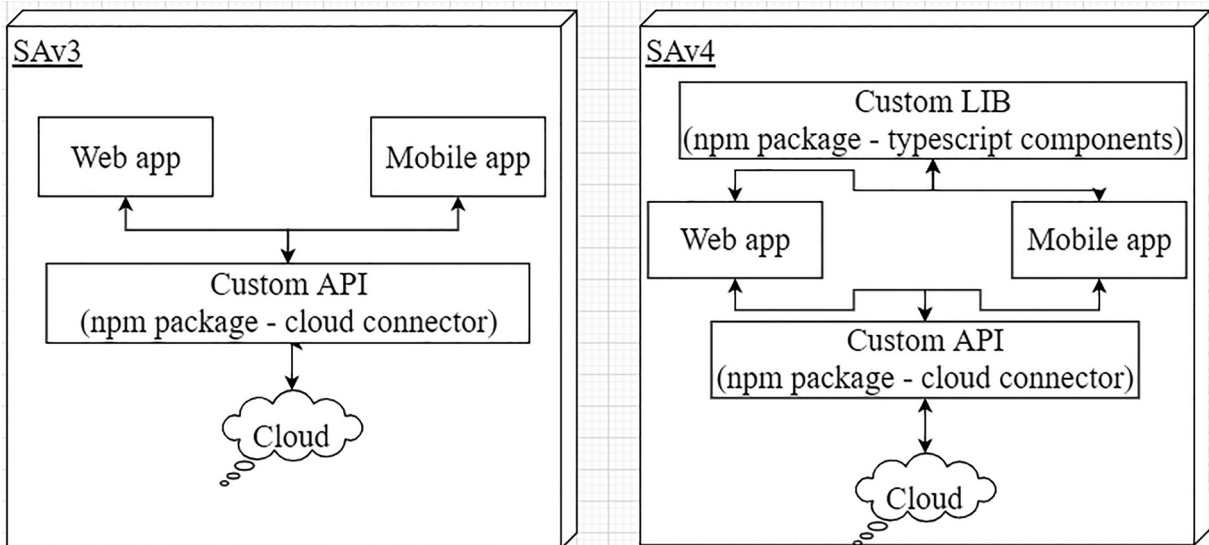 SAv3
Web app
Mobile app
Custom API
(npm package - cloud connector)
Cloud
SAv4
Custom LIB
(npm package - typescript components)
Web app
Mobile app
Custom API
(npm package - cloud connector)
Cloud